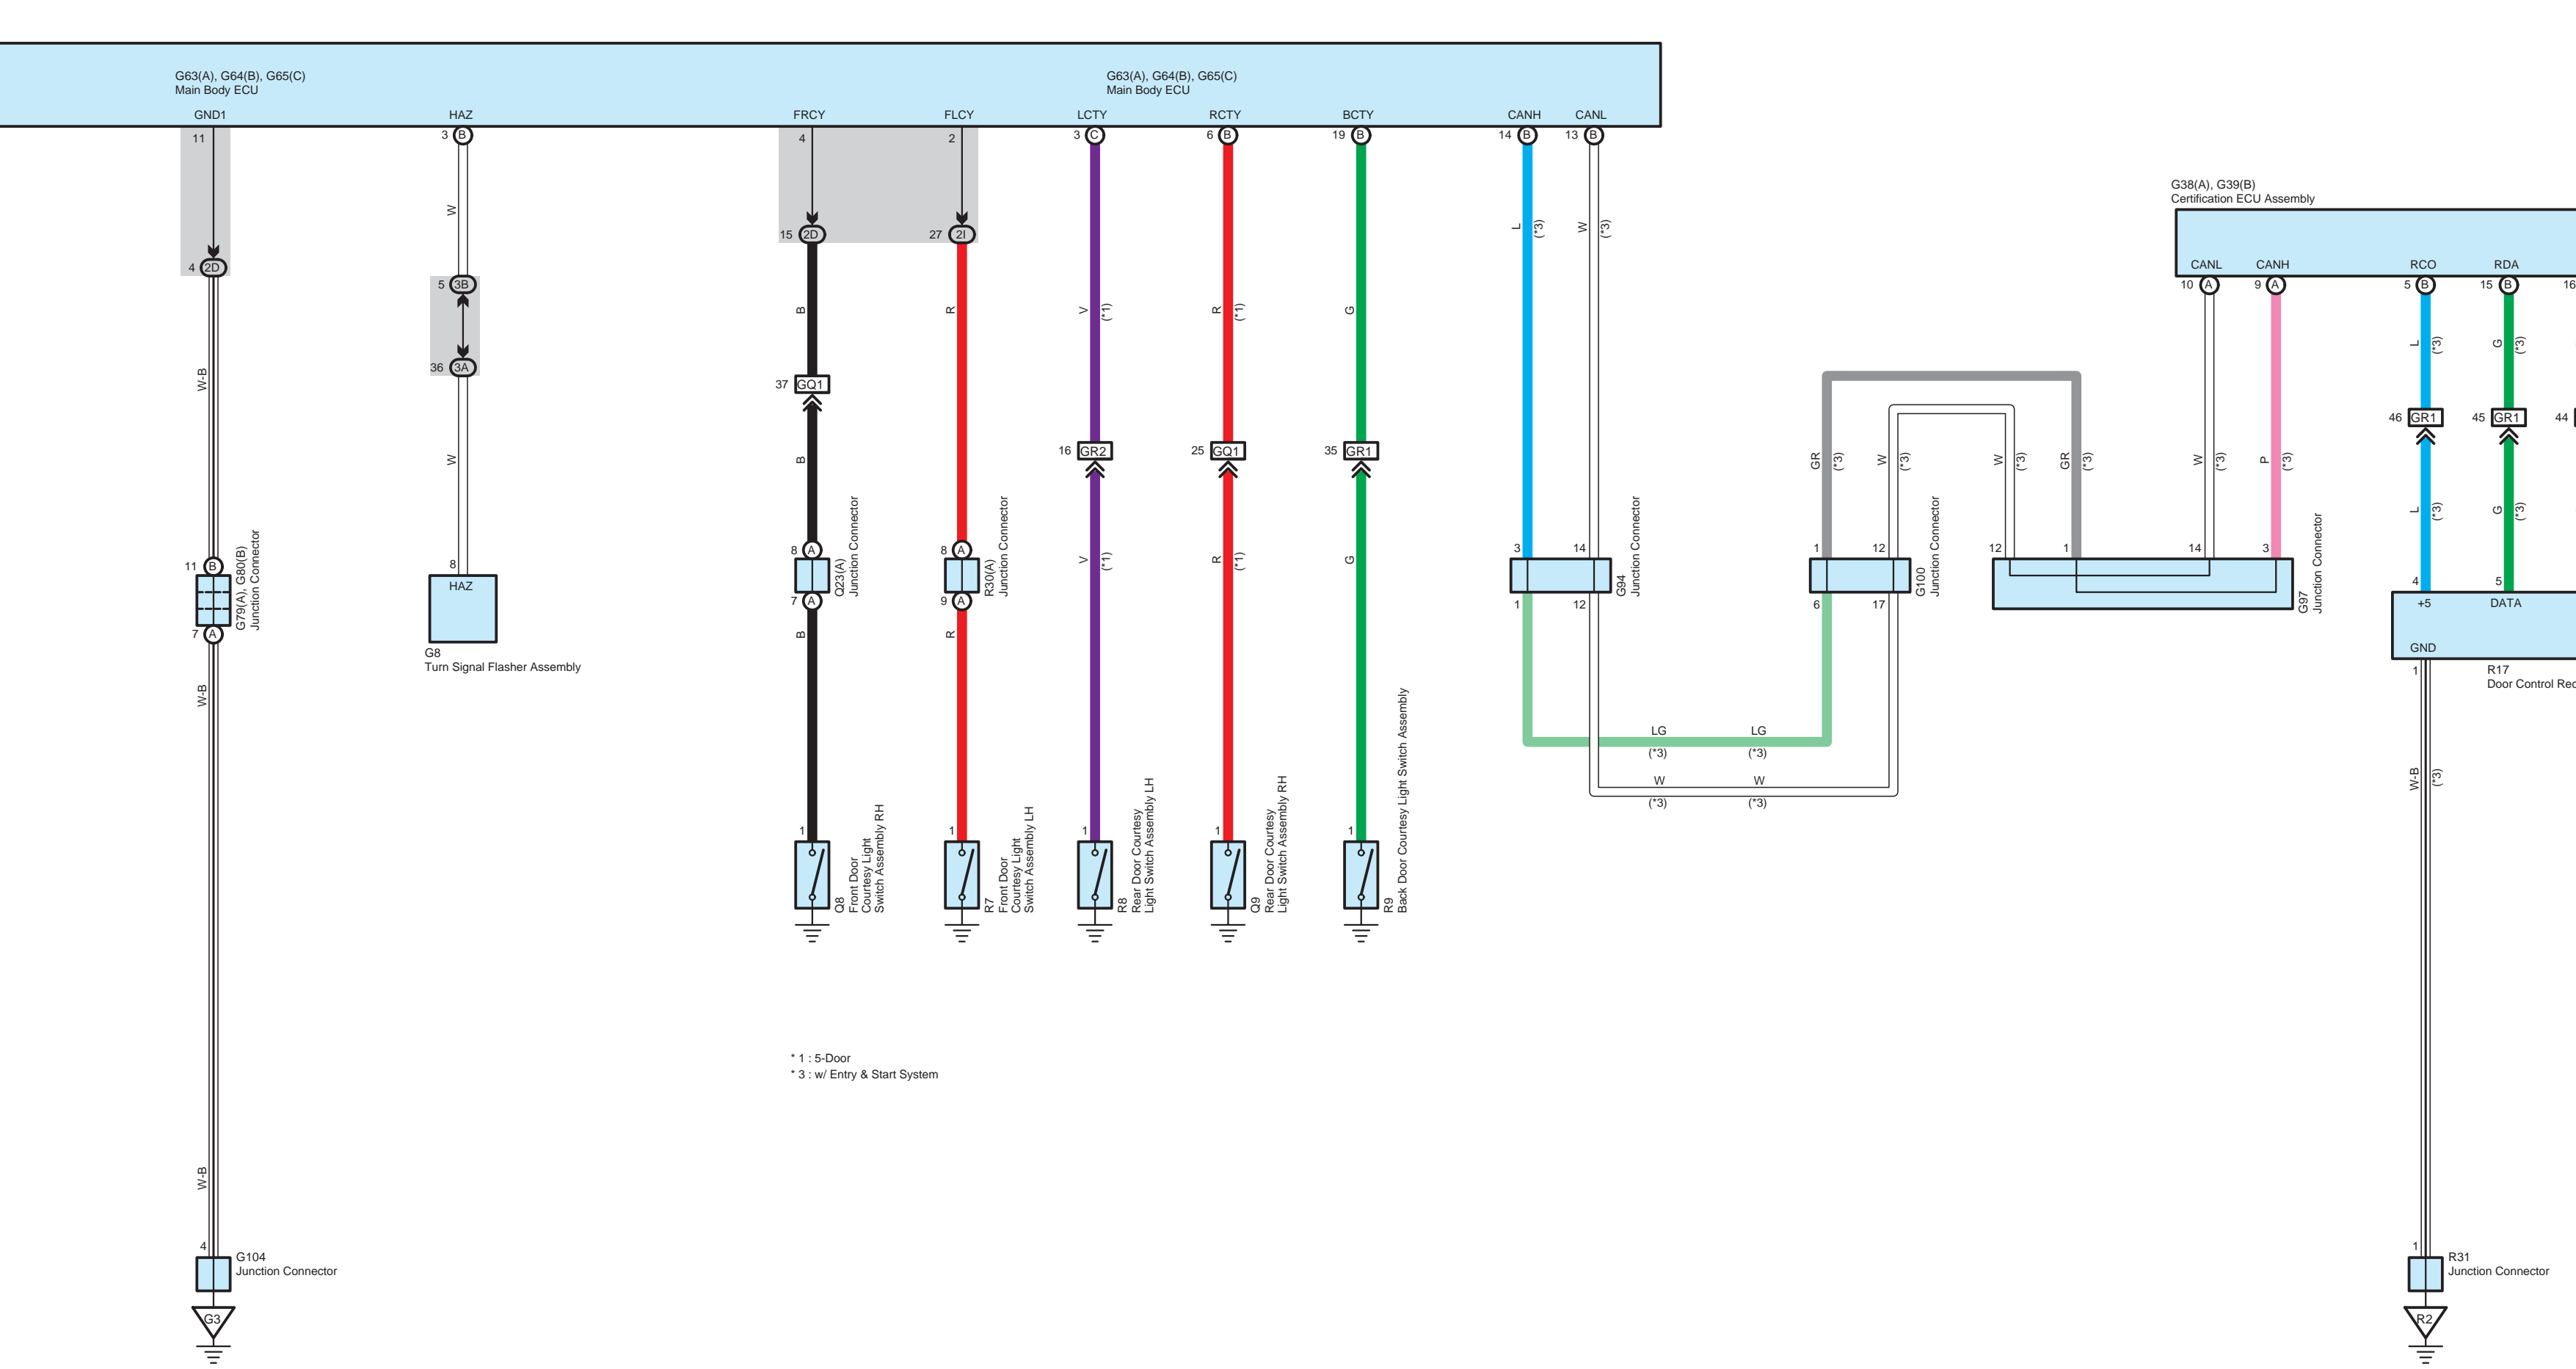 G63(A), G64(B), G65(C)
Main Body ECU
G63(A), G64(B), G65(C)
Main Body ECU
GND1
HAZ
FRCY
FLCY
LCTY
RCTY
BCTY
CANH
CANL
11
3 B
4
2
3 C
6 B
19 B
14 B
13 B
G38(A), G39(B)
Certification ECU Assembly
CANL
CANH
RCO
RDA
10 A
9 A
5 B
15 B
16
W
L
(*3)
W
(*3)
15 2D
27 2I
4 2D
5 3B
36 3A
B
R
V
(*1)
R
(*1)
G
L
(*3)
G
(*3)
W-B
37 GQ1
46 GR1
45 GR1
44
16 GR2
25 GQ1
35 GR1
W
B
GR
(*3)
W
(*3)
W
(*3)
GR
(*3)
W
(*3)
P
(*3)
L
(*3)
G
(*3)
11 B
G79(A), G80(B)
Junction Connector
7 A
8
HAZ
G8
Turn Signal Flasher Assembly
8 A
Q23(A)
Junction Connector
7 A
8 A
R30(A)
Junction Connector
9 A
V
(*1)
R
(*1)
G
3
14
G94
Junction Connector
1
12
1
12
G100
Junction Connector
6
17
12
1
14
3
G97
Junction Connector
4
5
+5
DATA
GND
1
R17
Door Control Rec
W-B
B
R
LG
(*3)
LG
(*3)
W
(*3)
W
(*3)
W-B
(*3)
1
Q8
Front Door
Courtesy Light
Switch Assembly RH
1
R7
Front Door
Courtesy Light
Switch Assembly LH
1
R8
Rear Door Courtesy
Light Switch Assembly LH
1
Q9
Rear Door Courtesy
Light Switch Assembly RH
1
R9
Back Door Courtesy Light Switch Assembly
* 1 : 5-Door
* 3 : w/ Entry & Start System
W-B
4
G104
Junction Connector
G3
1
R31
Junction Connector
R2